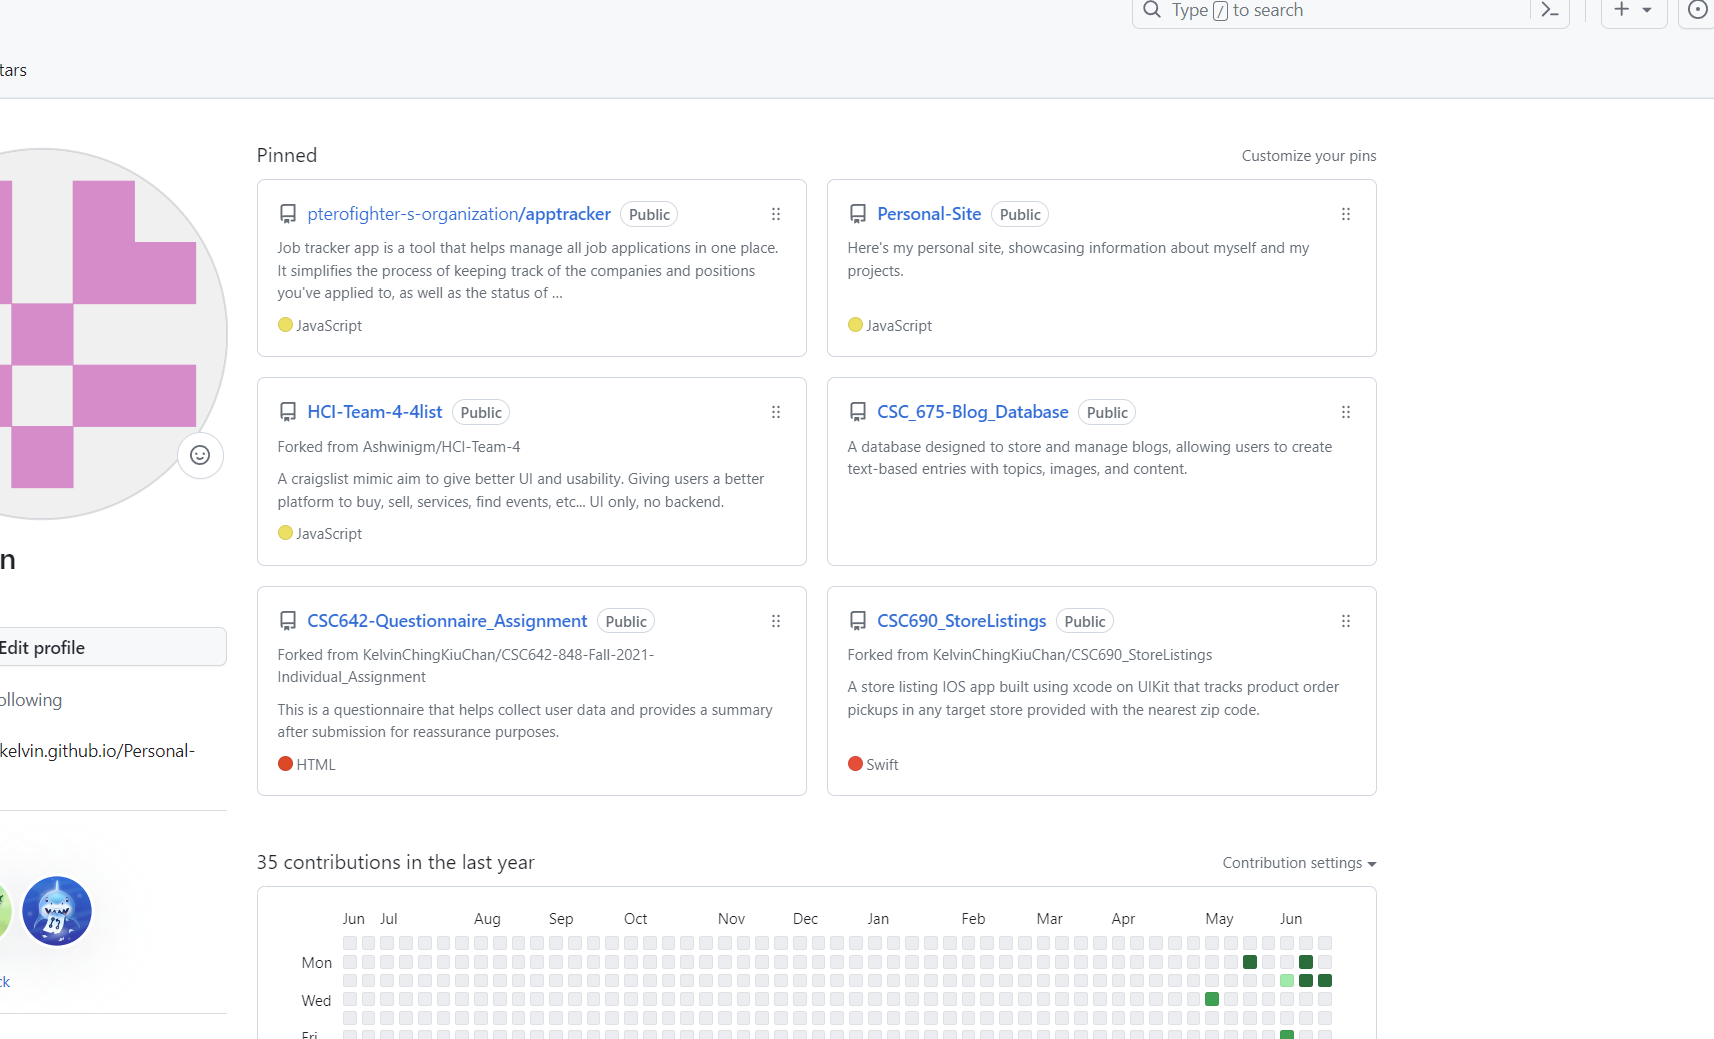 Type / to search
tars
Pinned
Customize your pins
pterofighter-s-organization/apptracker Public
Job tracker app is a tool that helps manage all job applications in one place.
It simplifies the process of keeping track of the companies and positions
you've applied to, as well as the status of ...
JavaScript
Personal-Site Public
Here's my personal site, showcasing information about myself and my
projects.
JavaScript
HCI-Team-4-4list Public
Forked from Ashwinigm/HCI-Team-4
A craigslist mimic aim to give better UI and usability. Giving users a better
platform to buy, sell, services, find events, etc... UI only, no backend.
JavaScript
CSC_675-Blog_Database Public
A database designed to store and manage blogs, allowing users to create
text-based entries with topics, images, and content.
n
Edit profile
ollowing
kelvin.github.io/Personal-
ck
CSC642-Questionnaire_Assignment Public
Forked from KelvinChingKiuChan/CSC642-848-Fall-2021-
Individual_Assignment
This is a questionnaire that helps collect user data and provides a summary
after submission for reassurance purposes.
HTML
CSC690_StoreListings Public
Forked from KelvinChingKiuChan/CSC690_StoreListings
A store listing IOS app built using xcode on UIKit that tracks product order
pickups in any target store provided with the nearest zip code.
Swift
35 contributions in the last year
Contribution settings
Jun Jul Aug Sep Oct Nov Dec Jan Feb Mar Apr May Jun
Mon
Wed
Fri